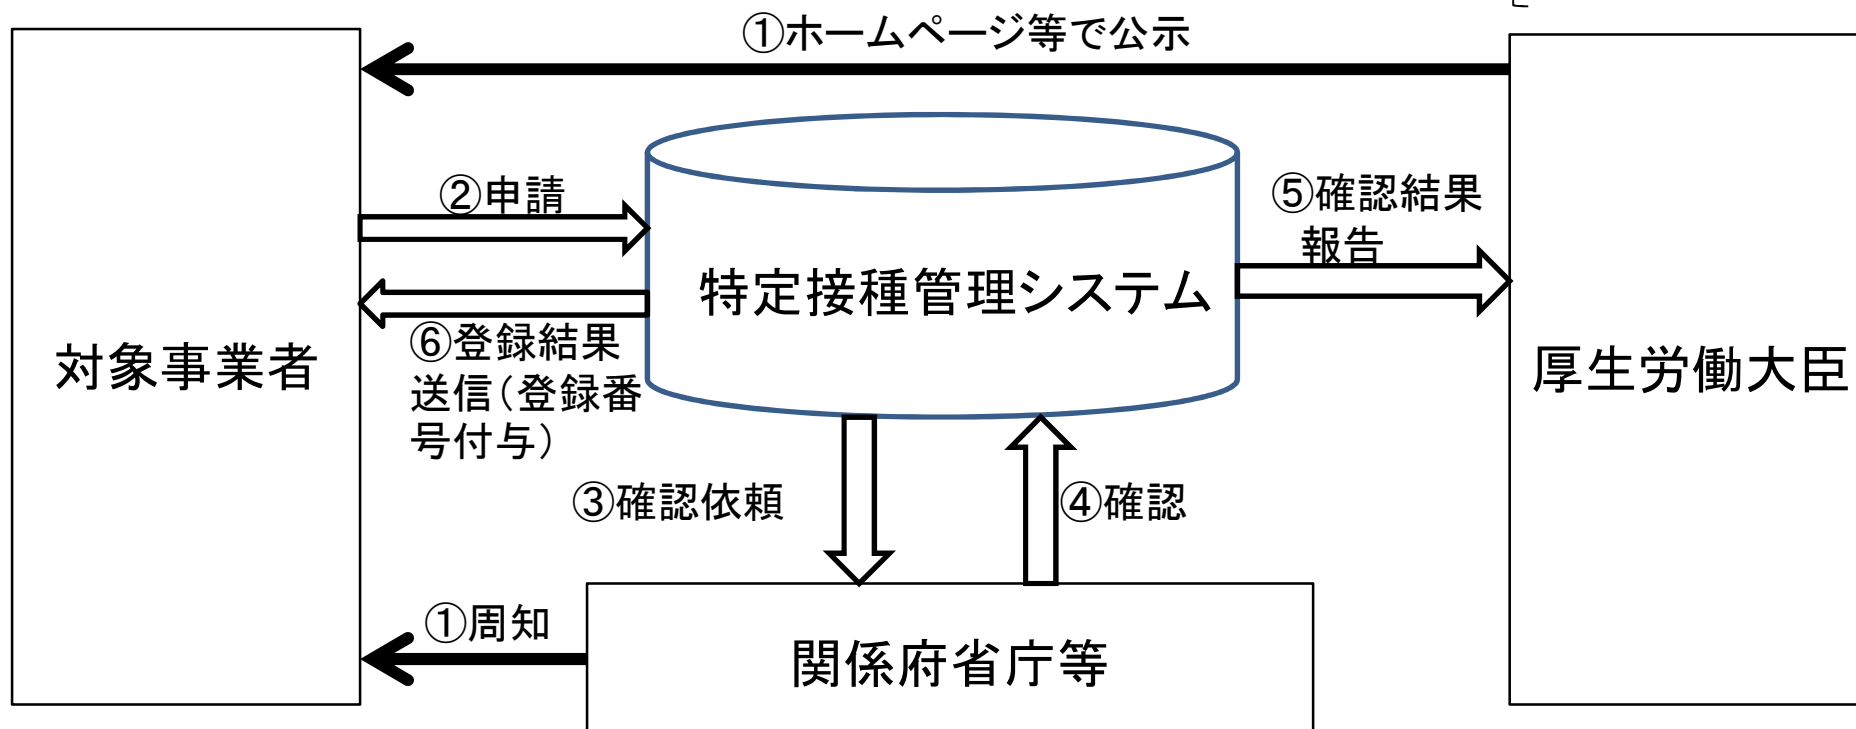 ①ホームページ等で公示
②申請
⑤確認結果
報告
特定接種管理システム
⑥登録結果
送信(登録番
号付与)
対象事業者
厚生労働大臣
③確認依頼
④確認
①周知
関係府省庁等